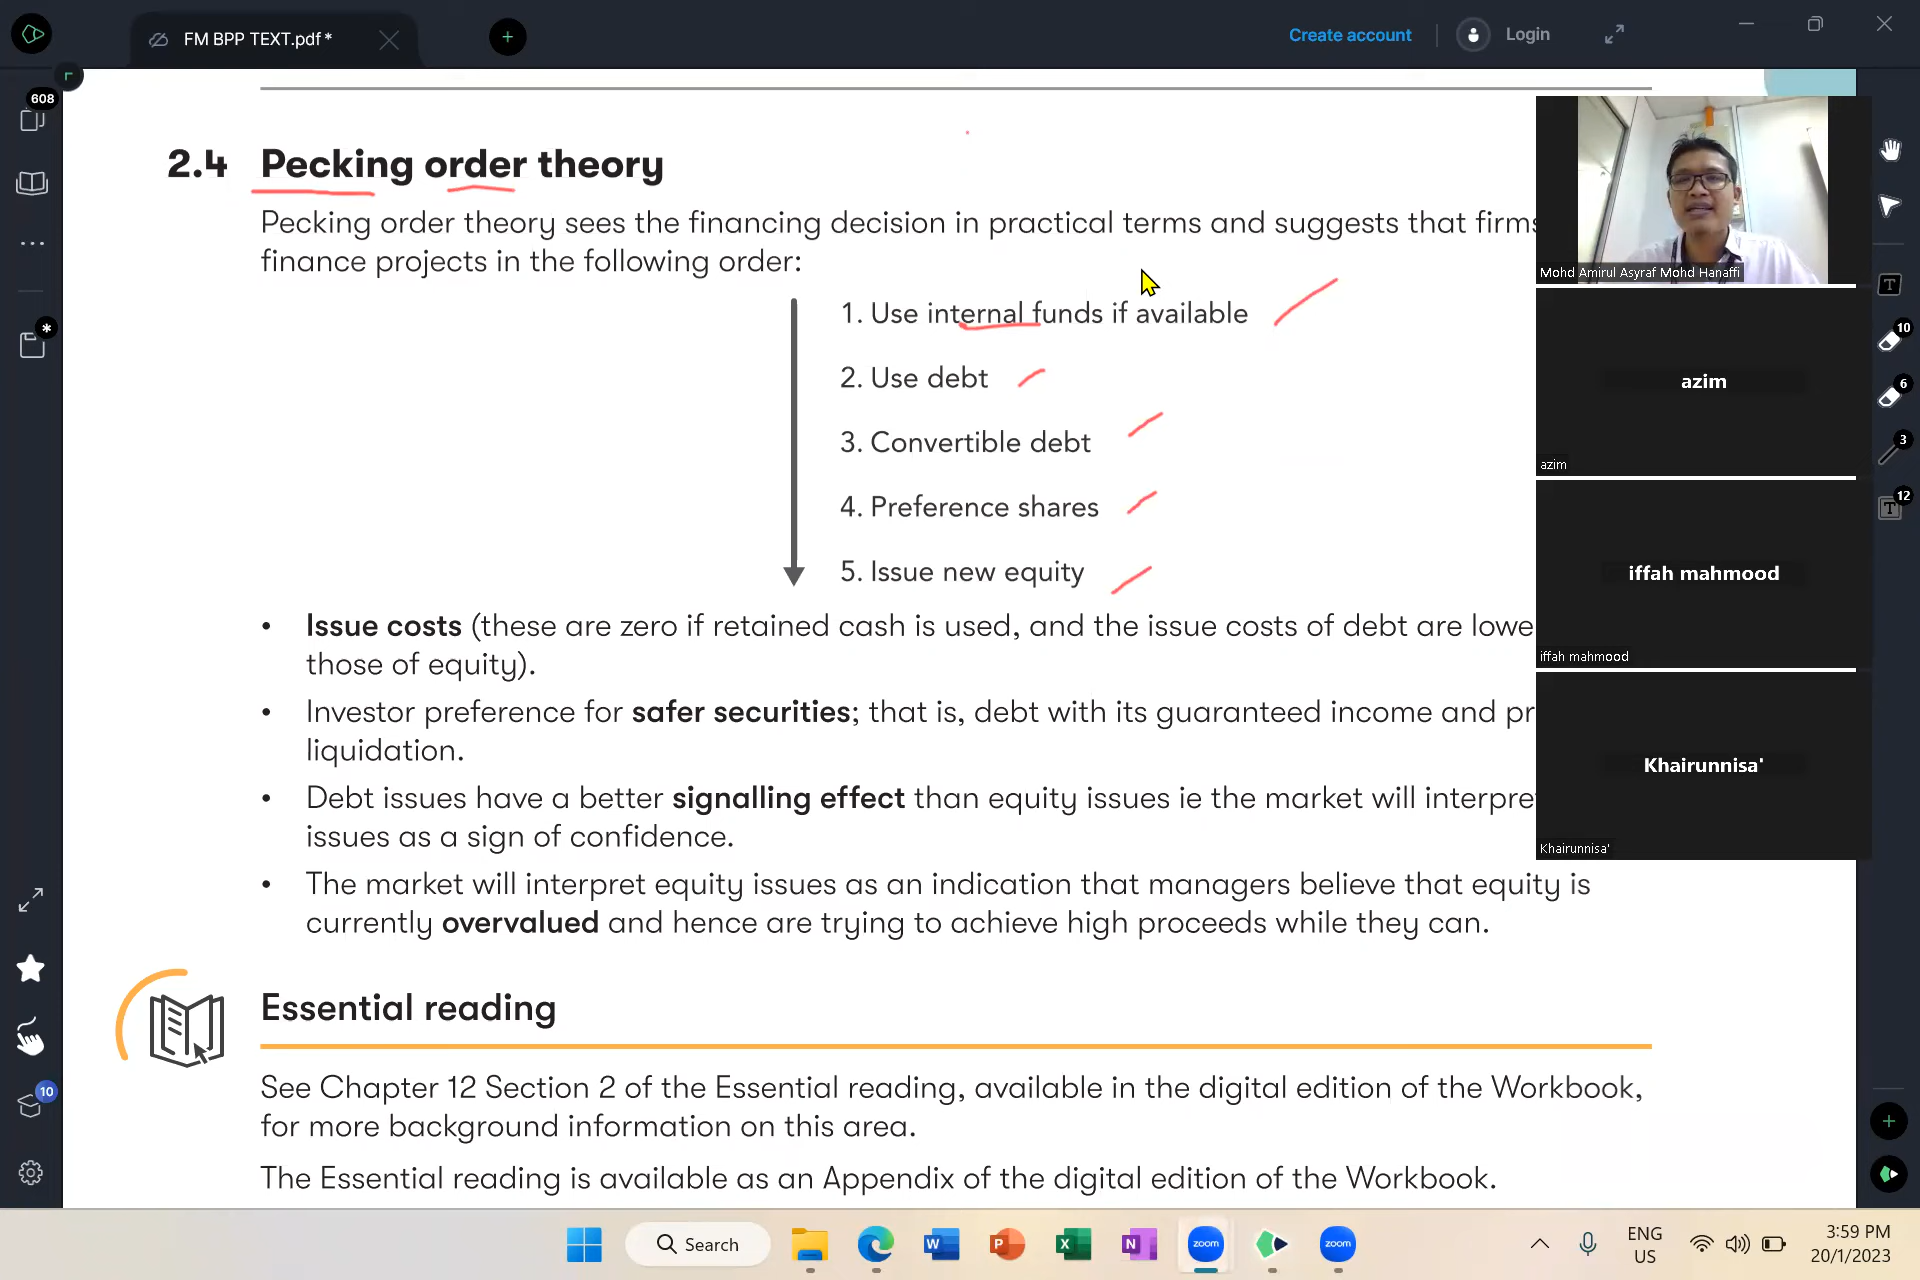 FM BPP TEXT.pdf *
Create account
Login
608
2.4 Pecking order theory
Pecking order theory sees the financing decision in practical terms and suggests that firms
finance projects in the following order:
1. Use internal funds if available
2. Use debt
3. Convertible debt
4. Preference shares
5. Issue new equity
• Issue costs (these are zero if retained cash is used, and the issue costs of debt are lowe
those of equity).
• Investor preference for safer securities; that is, debt with its guaranteed income and pr
liquidation.
• Debt issues have a better signalling effect than equity issues ie the market will interpre
issues as a sign of confidence.
• The market will interpret equity issues as an indication that managers believe that equity is
currently overvalued and hence are trying to achieve high proceeds while they can.
Essential reading
See Chapter 12 Section 2 of the Essential reading, available in the digital edition of the Workbook,
for more background information on this area.
The Essential reading is available as an Appendix of the digital edition of the Workbook.
Mohd Amirul Asyraf Mohd Hanaffi
azim
azim
iffah mahmood
iffah mahmood
Khairunnisa'
Khairunnisa'
T
10
6
3
12
T
10
Search
W
P
X
N
zoom
zoom
ENG
US
3:59 PM
20/1/2023